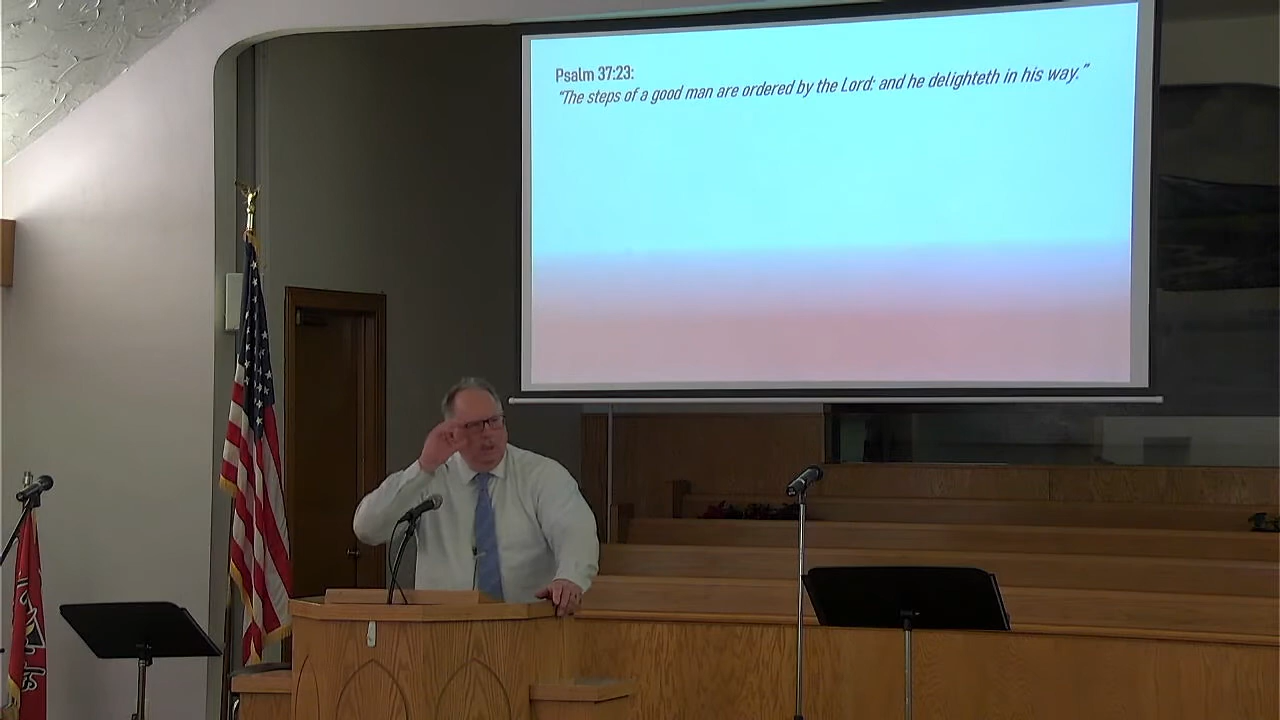 Psalm 37:23:
“The steps of a good man are ordered by the Lord: and he delighteth in his way.”